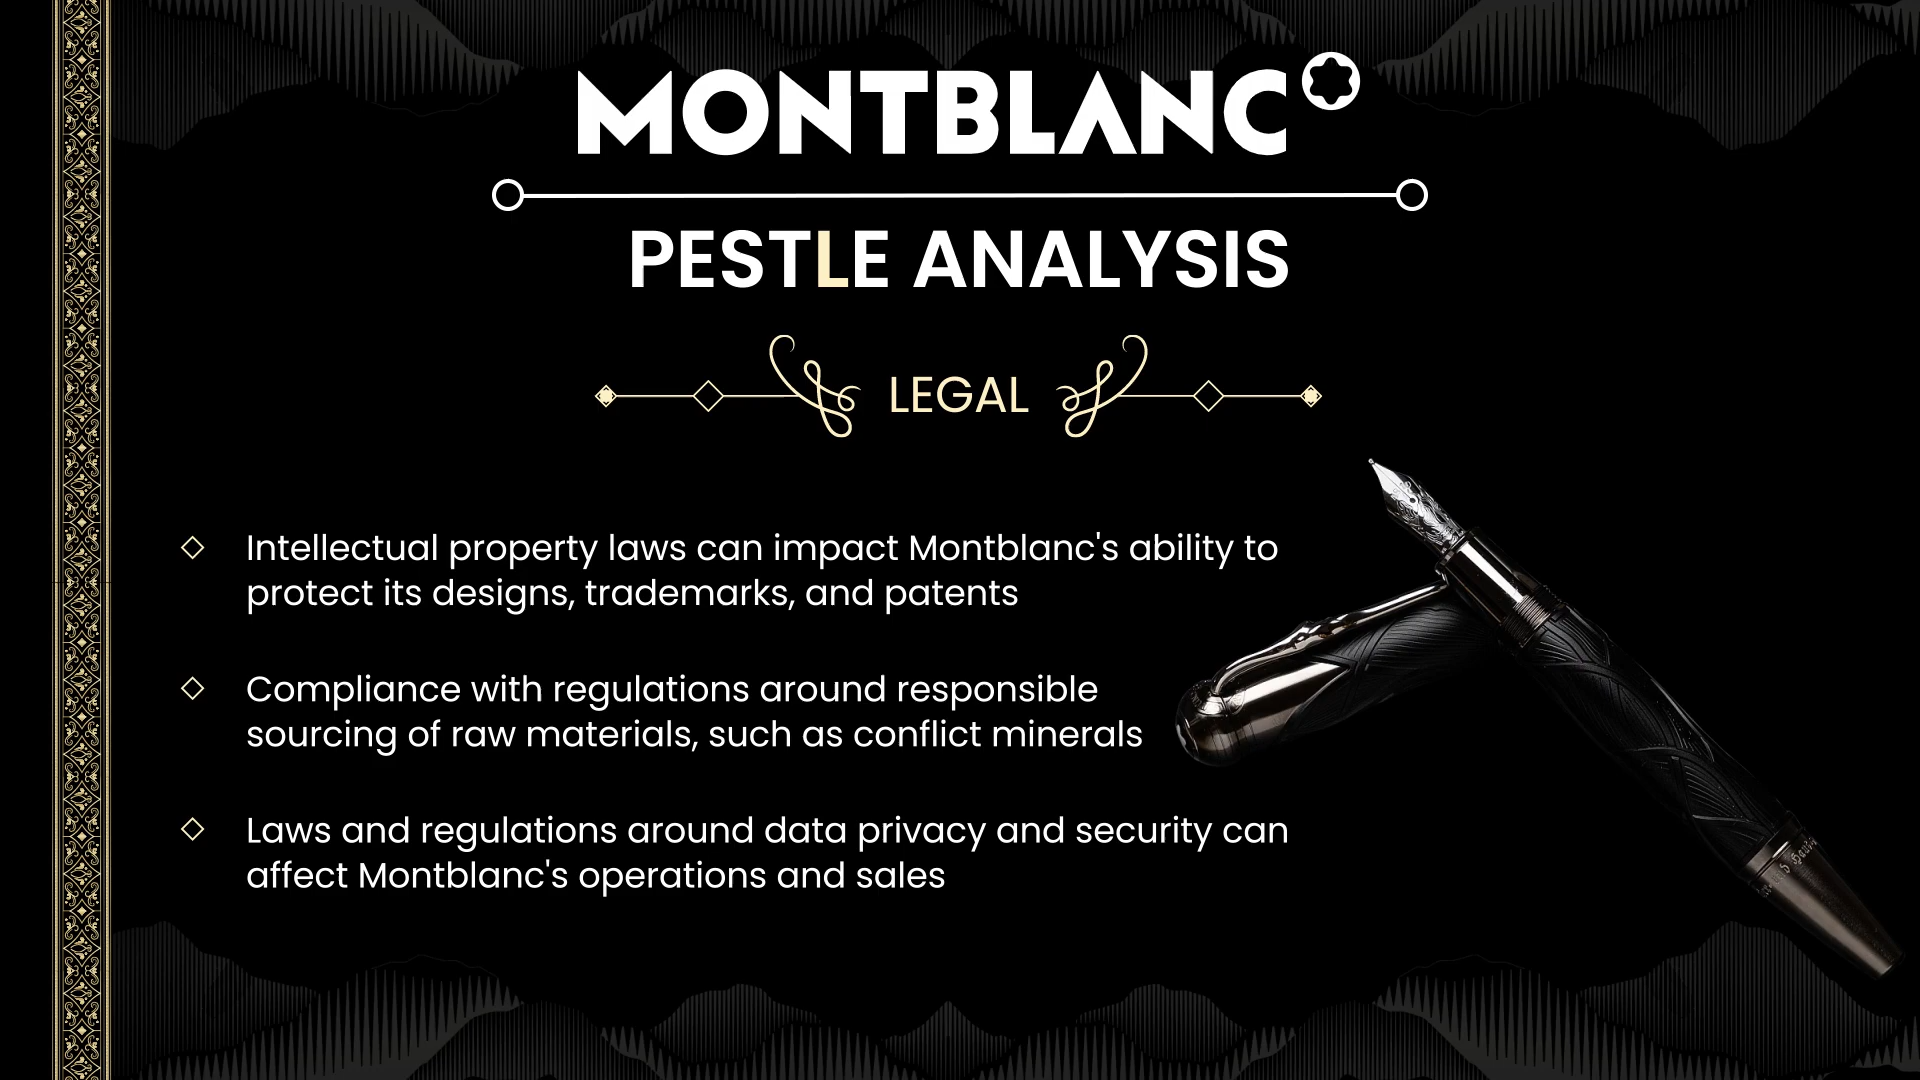 MONTBLANC
PESTLE ANALYSIS
LEGAL
Intellectual property laws can impact Montblanc's ability to
protect its designs, trademarks, and patents
Compliance with regulations around responsible
sourcing of raw materials, such as conflict minerals
Laws and regulations around data privacy and security can
affect Montblanc's operations and sales